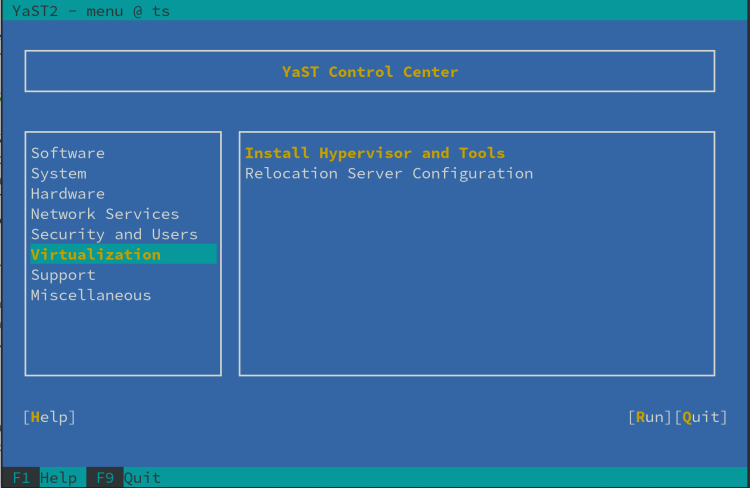 YaST2 - menu @ ts
YaST Control Center
Software
System
Hardware
Network Services
Security and Users
Virtualization
Support
Miscellaneous
Install Hypervisor and Tools
Relocation Server Configuration
[Help]
[Run][Quit]
F1 Help F9 Quit